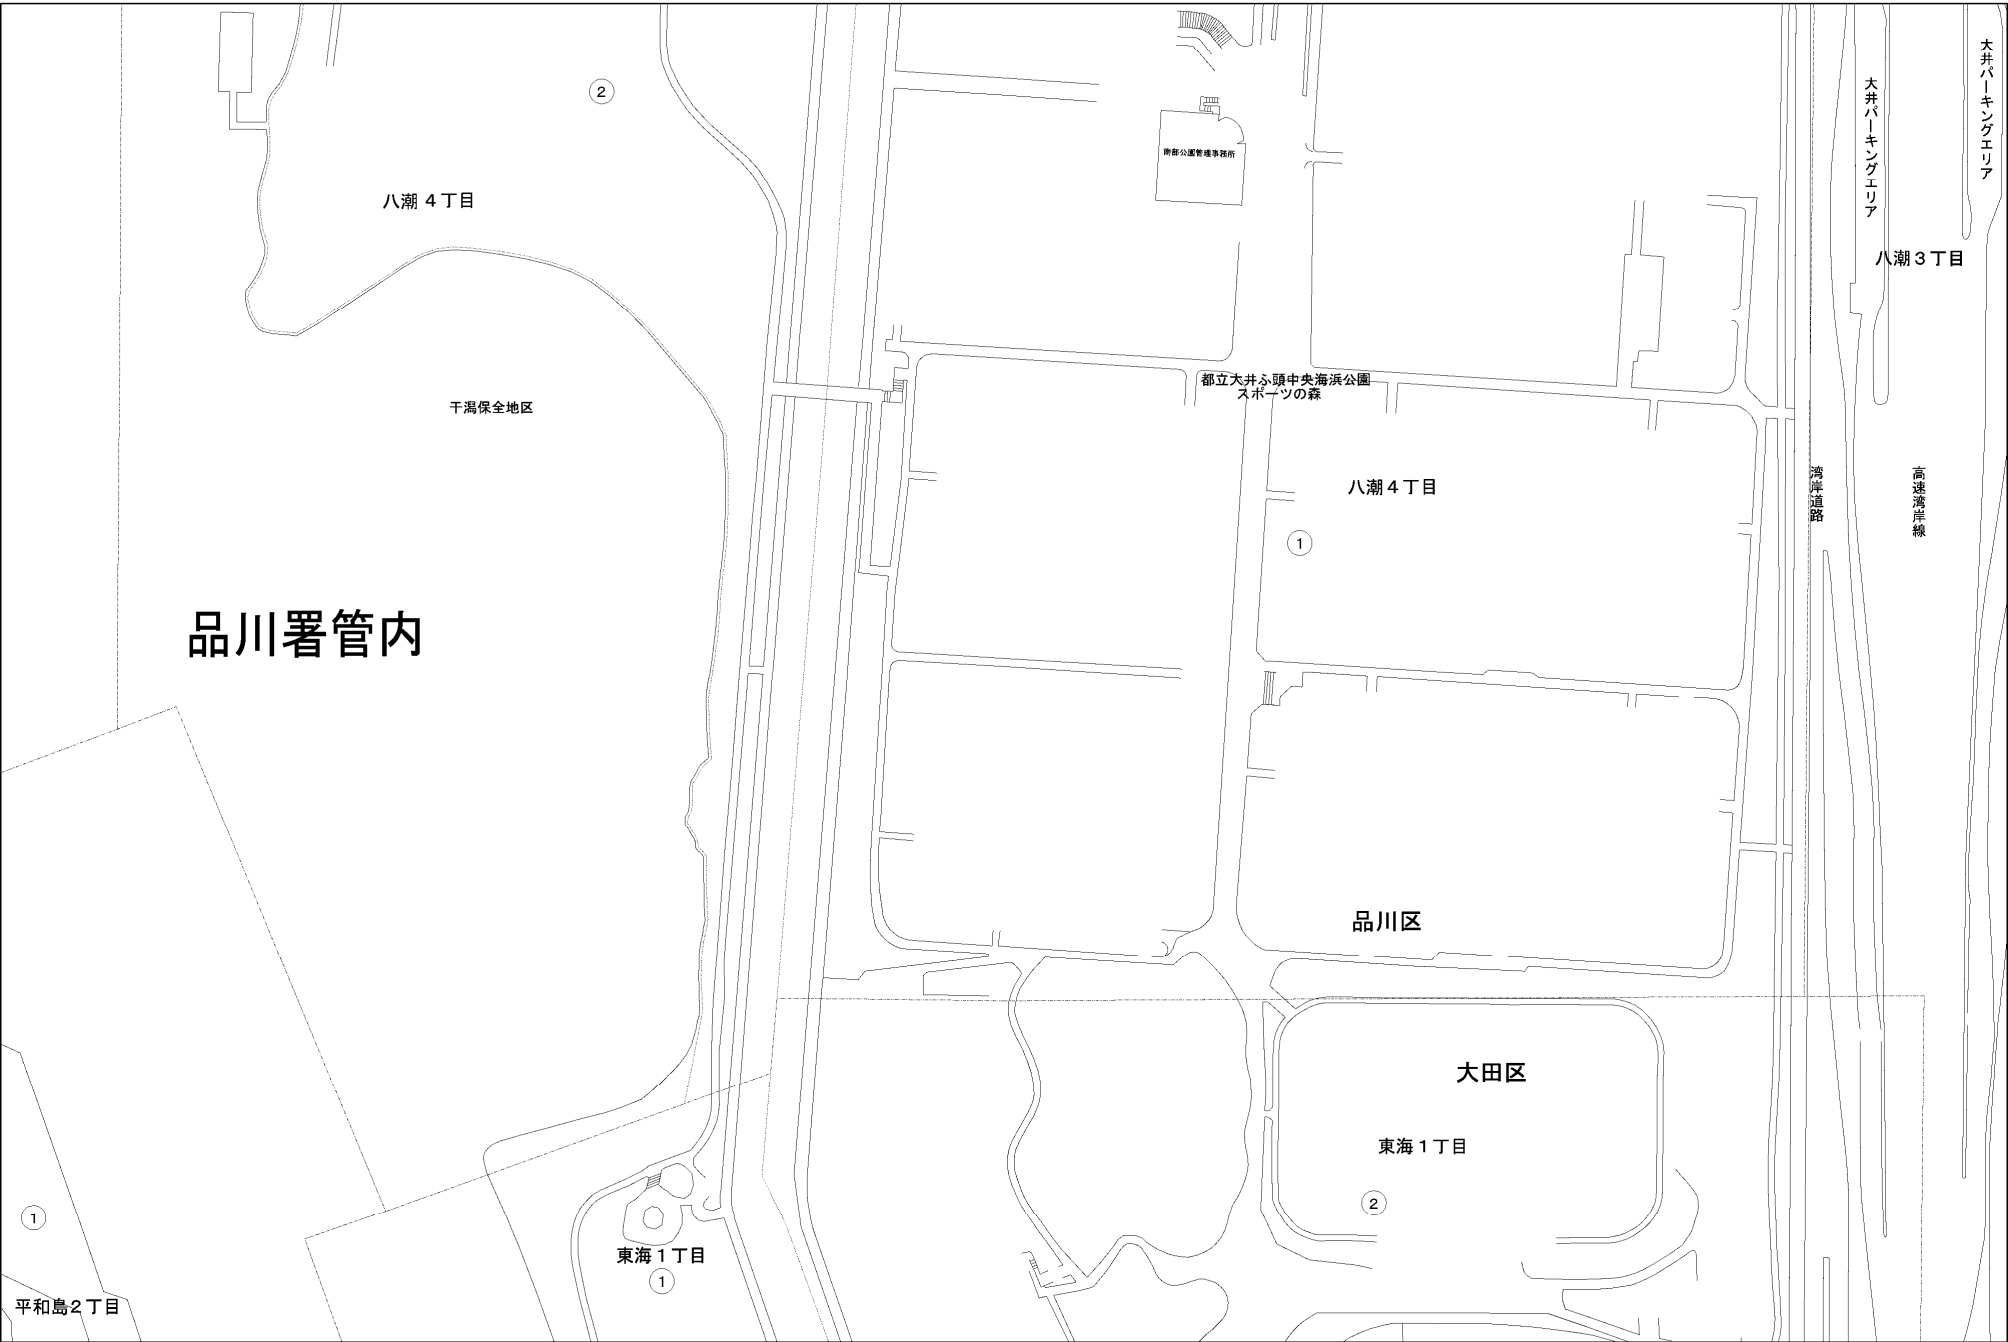 大井パーキングエリア
大井パーキングエリア
②
南部公園管理事務所
八潮４丁目
八潮３丁目
都立大井ふ頭中央海浜公園
スポーツの森
干潟保全地区
八潮４丁目
湾岸道路
高速湾岸線
①
品川署管内
品川区
大田区
東海１丁目
②
①
東海１丁目
①
平和島２丁目